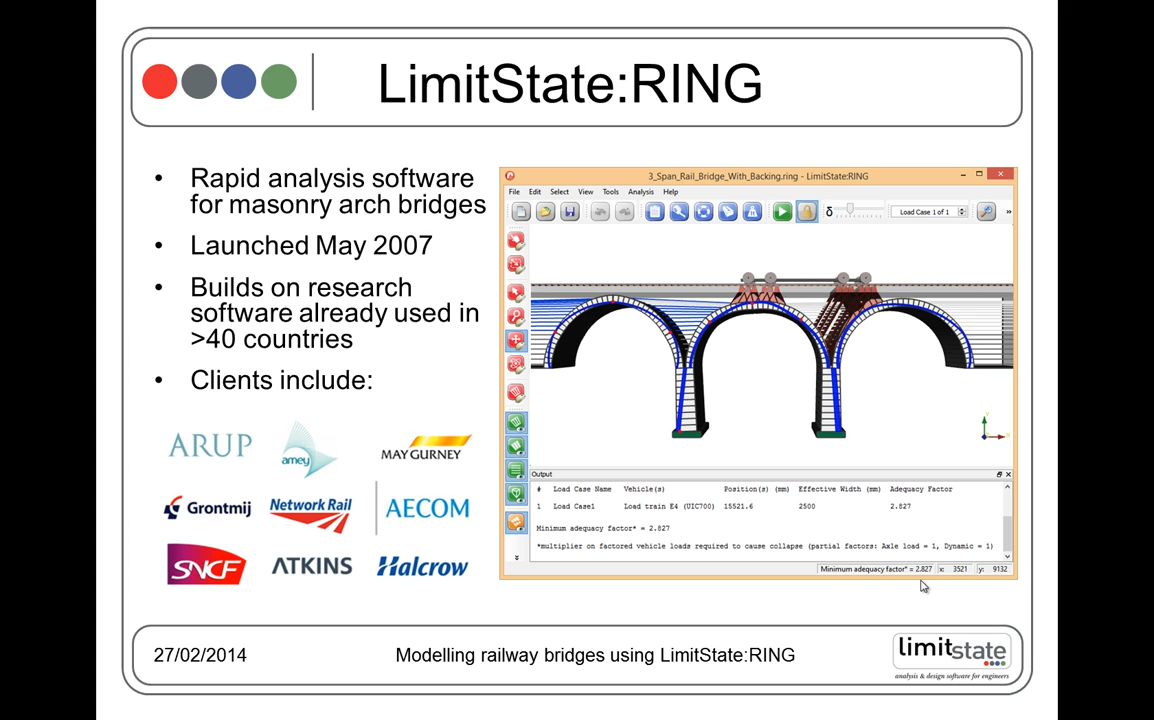 LimitState:RING
• Rapid analysis software
for masonry arch bridges
• Launched May 2007
• Builds on research
software already used in
>40 countries
• Clients include:
ARUP
amey
MAY GURNEY
Grontmij
Network Rail
AECOM
SNCF
ATKINS
Halcrow
3_Span_Rail_Bridge_With_Backing.ring - LimitState:RING
File Edit Select View Tools Analysis Help
δ
Load Case 1 of 1
»
Output
# Load Case Name Vehicle(s) Position(s) (mm) Effective Width (mm) Adequacy Factor
1 Load Case1 Load train E4 (UIC700) 15521.6 2500 2.827
Minimum adequacy factor* = 2.827
*multiplier on factored vehicle loads required to cause collapse (partial factors: Axle load = 1, Dynamic = 1)
Minimum adequacy factor* = 2.827 x: 3521 y: 9132
27/02/2014
Modelling railway bridges using LimitState:RING
limitstate
analysis & design software for engineers